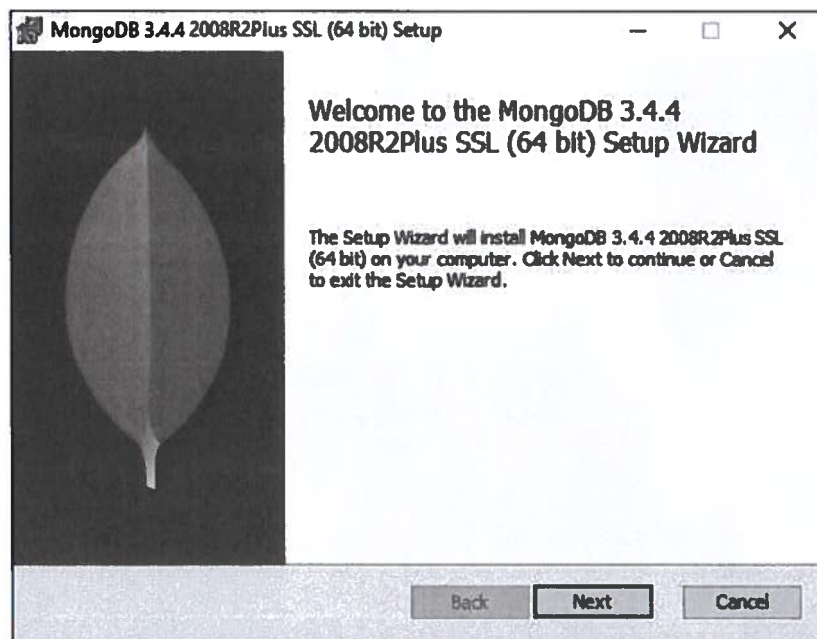 MongoDB 3.4.4 2008R2Plus SSL (64 bit) Setup
Welcome to the MongoDB 3.4.4
2008R2Plus SSL (64 bit) Setup Wizard
The Setup Wizard will install MongoDB 3.4.4 2008R2Plus SSL
(64 bit) on your computer. Click Next to continue or Cancel
to exit the Setup Wizard.
Back Next Cancel